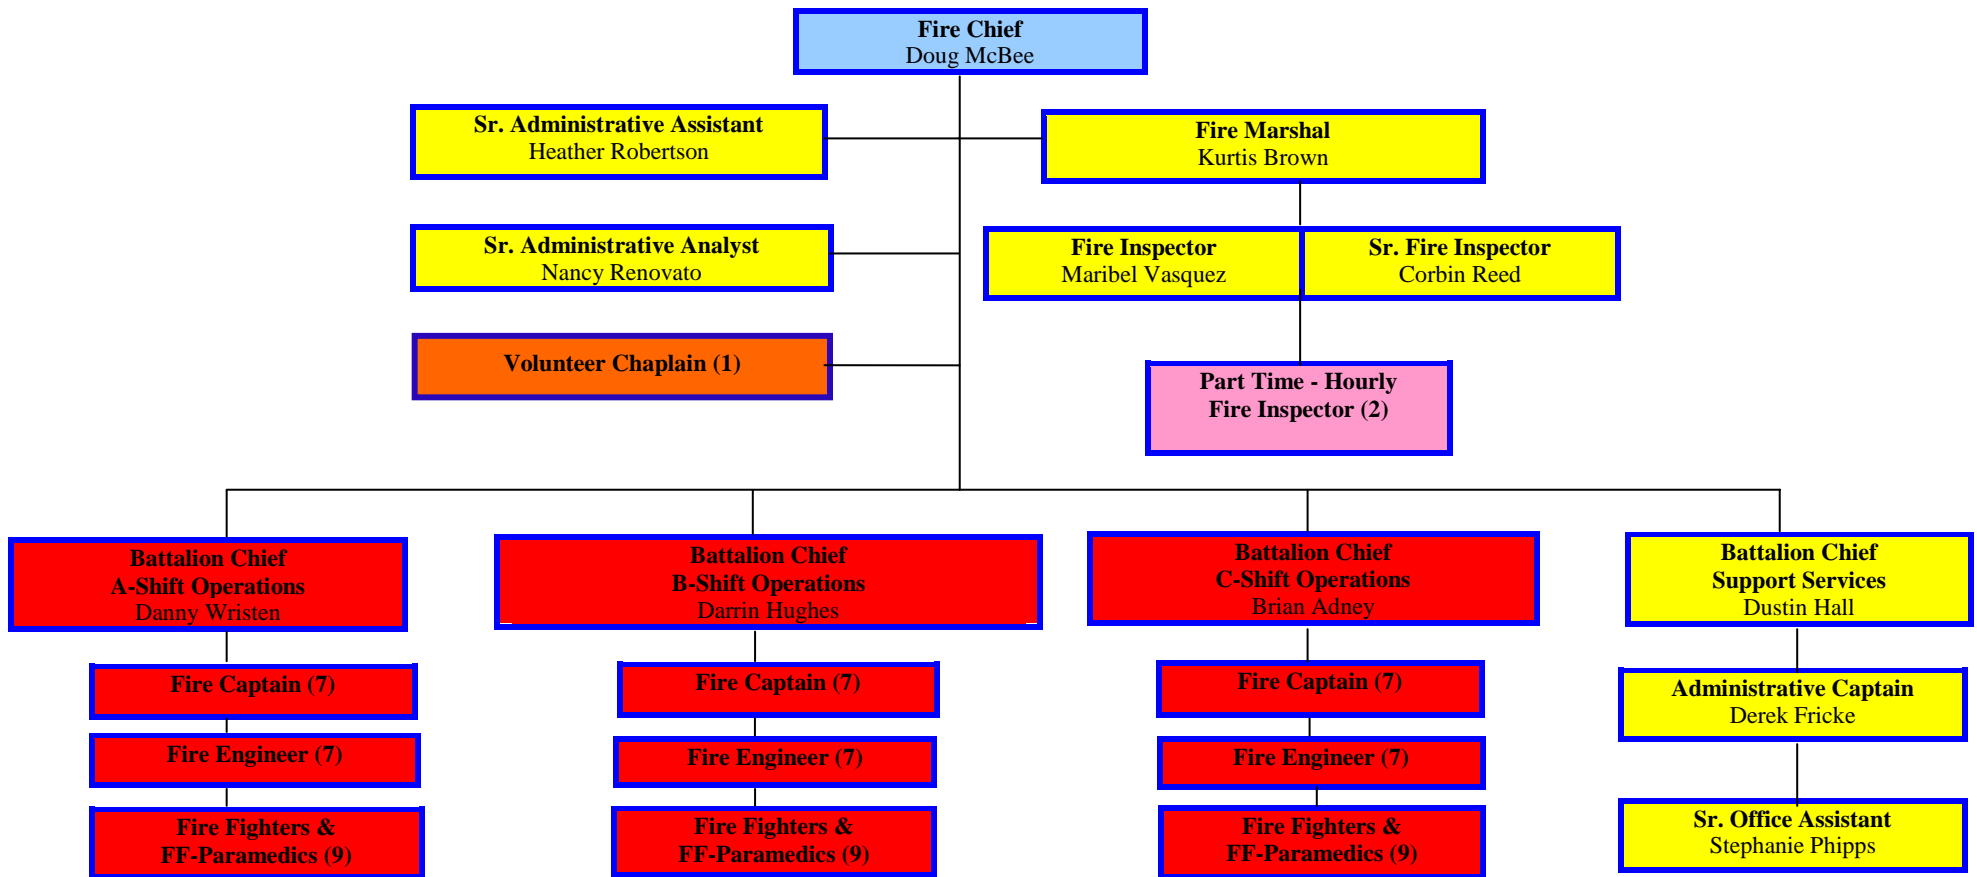 Fire Chief
Doug McBee
Sr. Administrative Assistant
Heather Robertson
Fire Marshal
Kurtis Brown
Sr. Administrative Analyst
Nancy Renovato
Fire Inspector
Maribel Vasquez
Sr. Fire Inspector
Corbin Reed
Volunteer Chaplain (1)
Part Time - Hourly
Fire Inspector (2)
Battalion Chief
A-Shift Operations
Danny Wristen
Battalion Chief
B-Shift Operations
Darrin Hughes
Battalion Chief
C-Shift Operations
Brian Adney
Battalion Chief
Support Services
Dustin Hall
Fire Captain (7)
Fire Captain (7)
Fire Captain (7)
Administrative Captain
Derek Fricke
Fire Engineer (7)
Fire Engineer (7)
Fire Engineer (7)
Fire Fighters &
FF-Paramedics (9)
Fire Fighters &
FF-Paramedics (9)
Fire Fighters &
FF-Paramedics (9)
Sr. Office Assistant
Stephanie Phipps